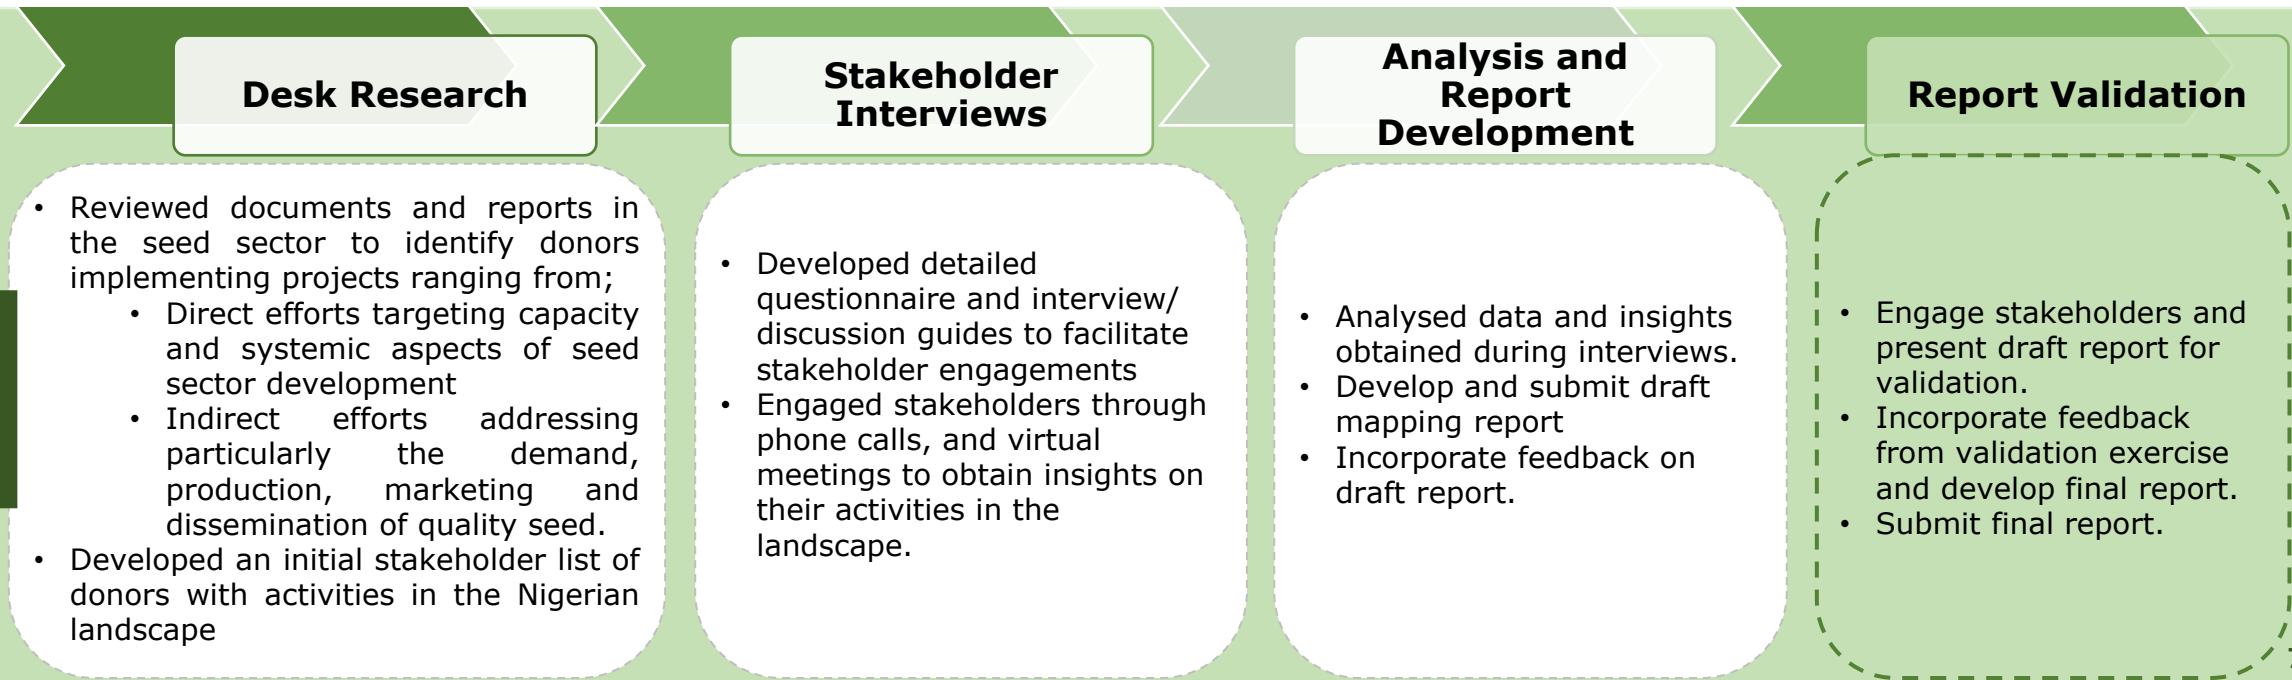 Desk Research
• Reviewed documents and reports in
the seed sector to identify donors
implementing projects ranging from;
• Direct efforts targeting capacity
and systemic aspects of seed
sector development
• Indirect efforts addressing
particularly the demand,
production, marketing and
dissemination of quality seed.
• Developed an initial stakeholder list of
donors with activities in the Nigerian
landscape
Stakeholder
Interviews
• Developed detailed
questionnaire and interview/
discussion guides to facilitate
stakeholder engagements
• Engaged stakeholders through
phone calls, and virtual
meetings to obtain insights on
their activities in the
landscape.
Analysis and
Report
Development
• Analysed data and insights
obtained during interviews.
• Develop and submit draft
mapping report
• Incorporate feedback on
draft report.
Report Validation
• Engage stakeholders and
present draft report for
validation.
• Incorporate feedback
from validation exercise
and develop final report.
• Submit final report.